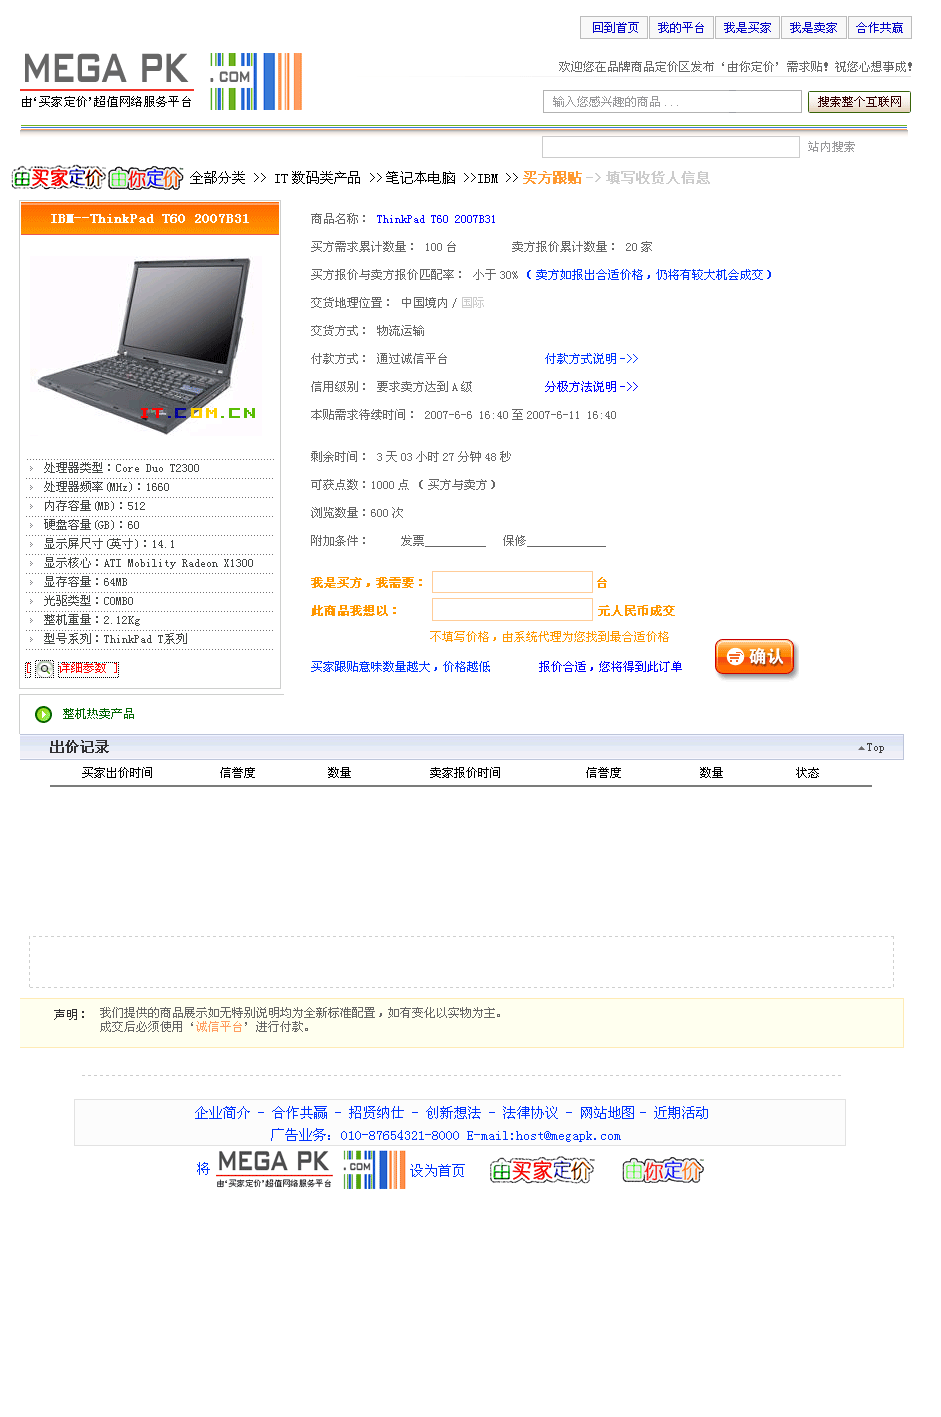 回到首页 我的平台 我是买家 我是卖家 合作共赢
MEGA PK .COM
由‘买家定价’超值网络服务平台
欢迎您在品牌商品定价区发布‘由你定价’需求贴！祝您心想事成！
输入您感兴趣的商品 . . . 搜索整个互联网
站内搜索
由买家定价 由你定价 全部分类 >> IT 数码类产品 >> 笔记本电脑 >>IBM >> 买方跟贴 -> 填写收货人信息
IBM--ThinkPad T60 2007B31
IT.COM.CN
处理器类型：Core Duo T2300
处理器频率(MHz)：1660
内存容量(MB)：512
硬盘容量(GB)：60
显示屏尺寸(英寸)：14.1
显示核心：ATI Mobility Radeon X1300
显存容量：64MB
光驱类型：COMBO
整机重量：2.12Kg
型号系列：ThinkPad T系列
[ 详细参数 ]
商品名称： ThinkPad T60 2007B31
买方需求累计数量： 100 台 卖方报价累计数量： 20 家
买方报价与卖方报价匹配率： 小于 30% （ 卖方如报出合适价格，仍将有较大机会成交 ）
交货地理位置： 中国境内 / 国际
交货方式： 物流运输
付款方式： 通过诚信平台 付款方式说明 ->>
信用级别： 要求卖方达到 A 级 分极方法说明 ->>
本贴需求待续时间： 2007-6-6 16:40 至 2007-6-11 16:40
剩余时间： 3 天 03 小时 27 分钟 48 秒
可获点数：1000 点 （ 买方与卖方 ）
浏览数量：600 次
附加条件： 发票__________ 保修_____________
我是买方，我需要： 台
此商品我想以： 元人民币成交
不填写价格，由系统代理为您找到最合适价格
买家跟贴意味数量越大，价格越低 报价合适，您将得到此订单 确认
整机热卖产品
出价记录 Top
买家出价时间 信誉度 数量 卖家报价时间 信誉度 数量 状态
声明： 我们提供的商品展示如无特别说明均为全新标准配置，如有变化以实物为主。
成交后必须使用‘诚信平台’进行付款。
企业简介 - 合作共赢 - 招贤纳仕 - 创新想法 - 法律协议 - 网站地图 - 近期活动
广告业务: 010-87654321-8000 E-mail:host@megapk.com
将 MEGA PK .COM 设为首页 由买家定价 由你定价
由‘买家定价’超值网络服务平台